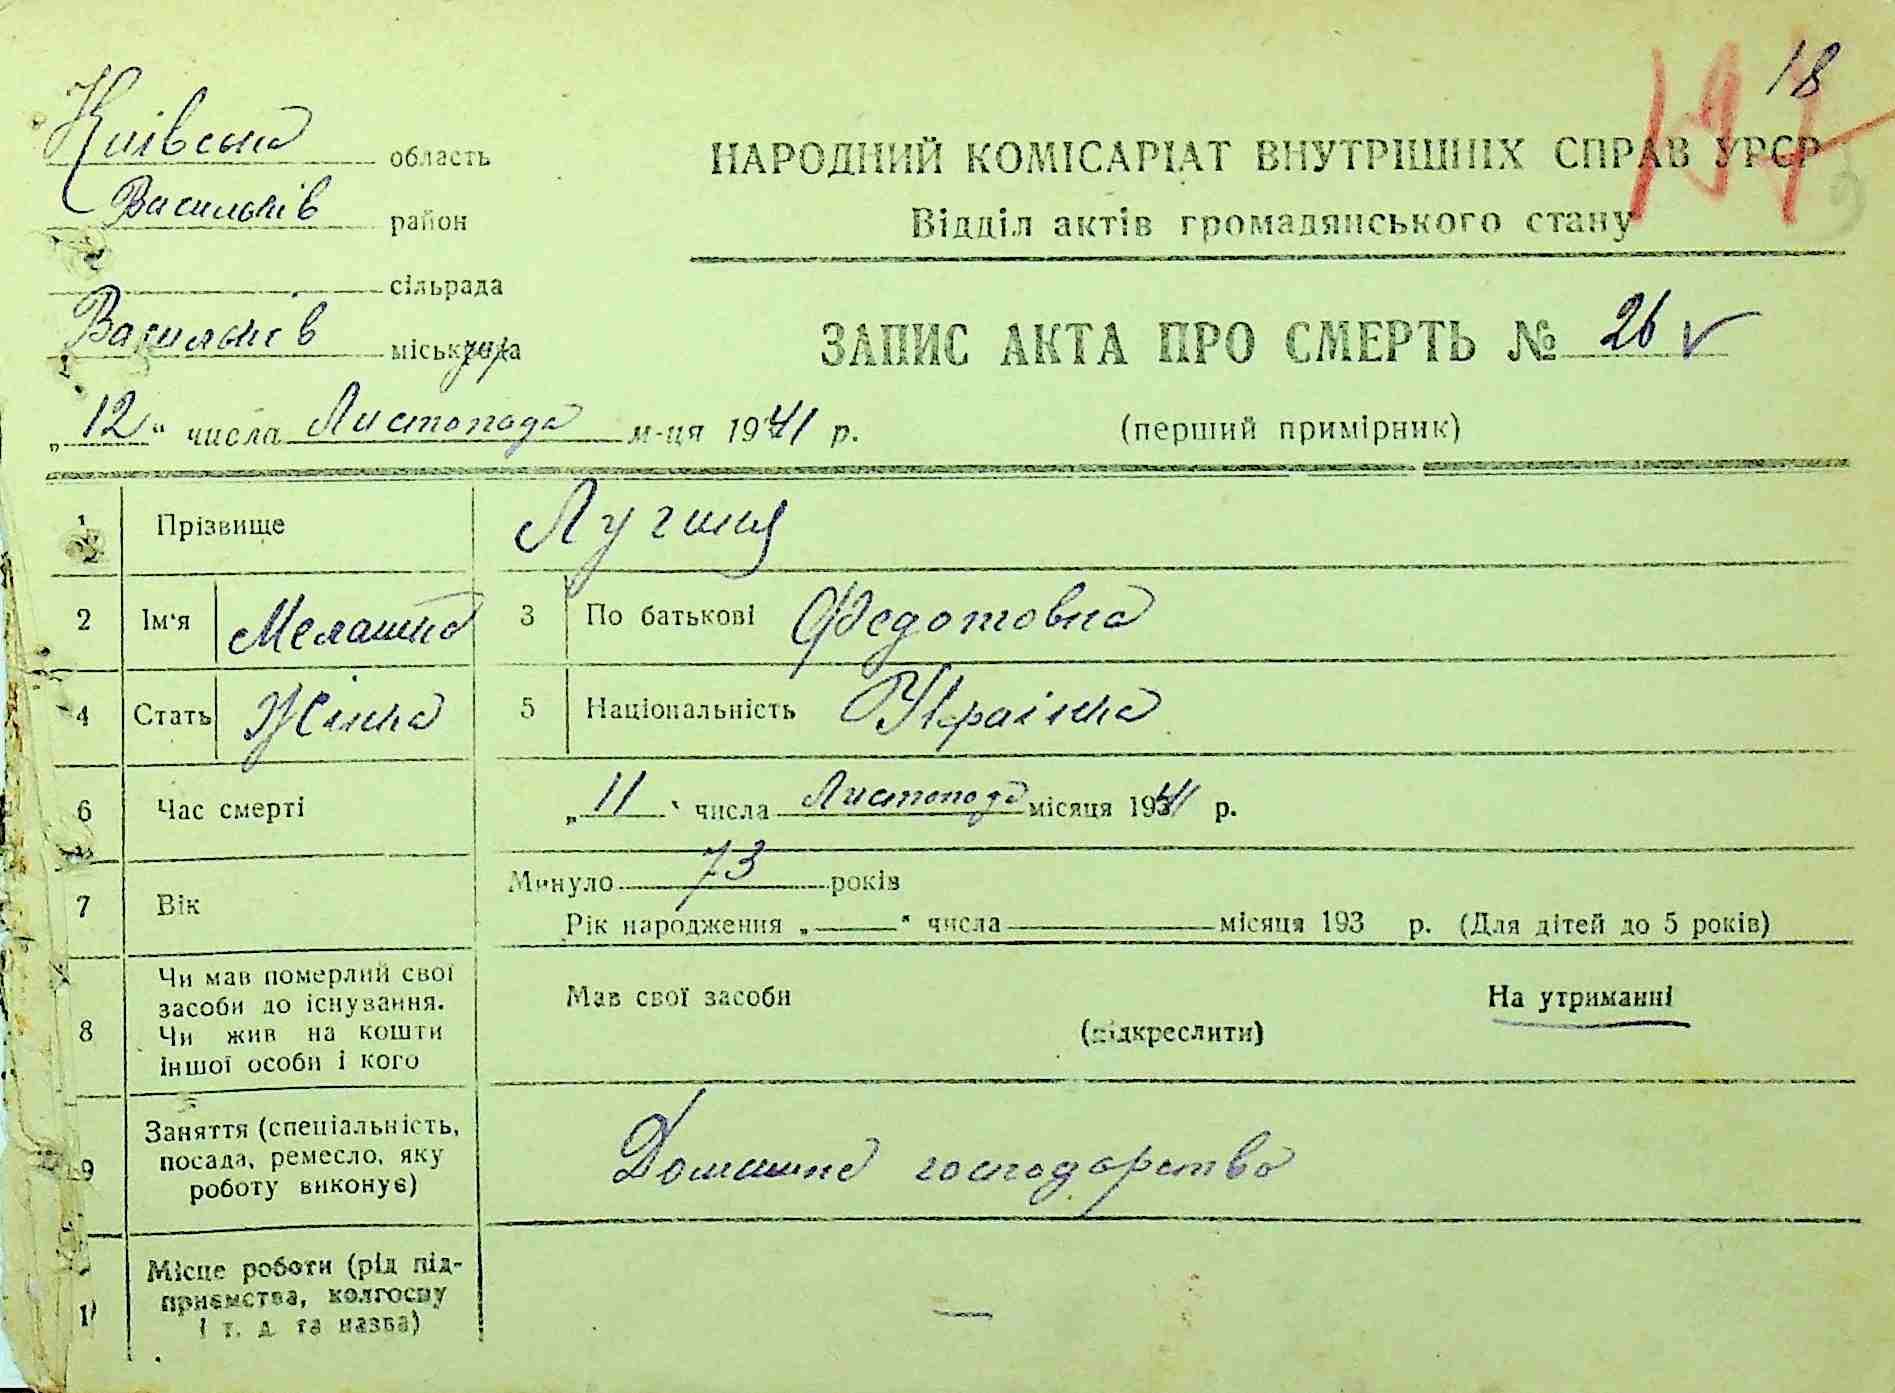 18
197
Київська область
НАРОДНИЙ КОМІСАРІАТ ВНУТРІШНІХ СПРАВ УРСР
Васильків район
Відділ актів громадянського стану
сільрада
Васильків міськ
ЗАПИС АКТА ПРО СМЕРТЬ № 26 V
„12“ числа Листопада м-ця 1941 р.
(перший примірник)
1 Прізвище
2 Ім'я Мелашка 3 По батькові Федотовна
4 Стать Жінка 5 Національність Українка
6 Час смерті „11“ числа Листопада місяця 1941 р.
7 Вік Минуло 73 років
Рік народження „ “ числа місяця 193 р. (Для дітей до 5 років)
8 Чи мав померлий свої засоби до існування. Чи жив на кошти іншої особи і кого
Мав свої засоби На утриманні
(підкреслити)
9 Заняття (спеціальність, посада, ремесло, яку роботу виконує)
Домашнє господарство
Місце роботи (рід підприємства, колгоспу і т. д. та назва) —